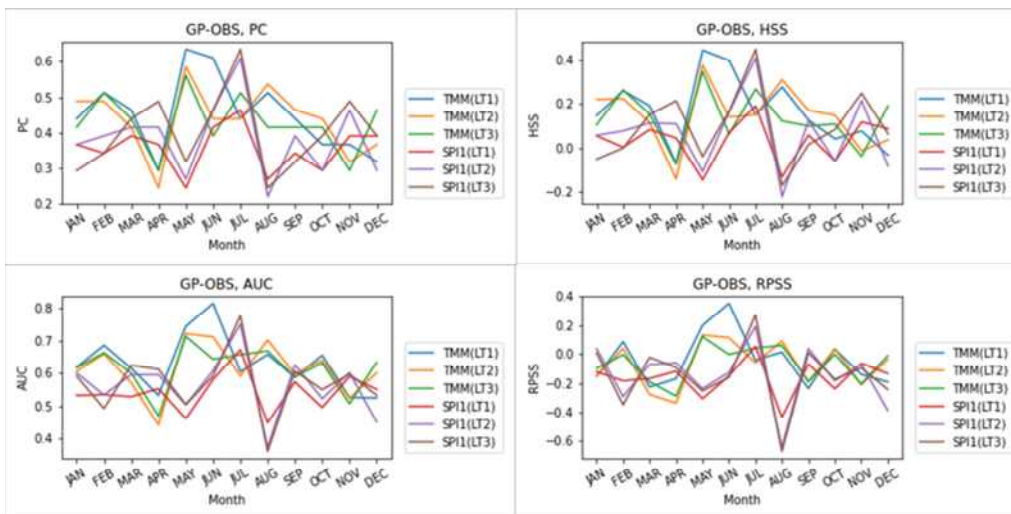 GP-OBS, PC
0.6
0.5
0.4
0.3
0.2
PC
JAN FEB MAR APR MAY JUN JUL AUG SEP OCT NOV DEC
Month
TMM(LT1)
TMM(LT2)
TMM(LT3)
SPI1(LT1)
SPI1(LT2)
SPI1(LT3)
GP-OBS, HSS
0.4
0.2
0.0
−0.2
HSS
JAN FEB MAR APR MAY JUN JUL AUG SEP OCT NOV DEC
Month
TMM(LT1)
TMM(LT2)
TMM(LT3)
SPI1(LT1)
SPI1(LT2)
SPI1(LT3)
GP-OBS, AUC
0.8
0.7
0.6
0.5
0.4
AUC
JAN FEB MAR APR MAY JUN JUL AUG SEP OCT NOV DEC
Month
TMM(LT1)
TMM(LT2)
TMM(LT3)
SPI1(LT1)
SPI1(LT2)
SPI1(LT3)
GP-OBS, RPSS
0.4
0.2
0.0
−0.2
−0.4
−0.6
RPSS
JAN FEB MAR APR MAY JUN JUL AUG SEP OCT NOV DEC
Month
TMM(LT1)
TMM(LT2)
TMM(LT3)
SPI1(LT1)
SPI1(LT2)
SPI1(LT3)